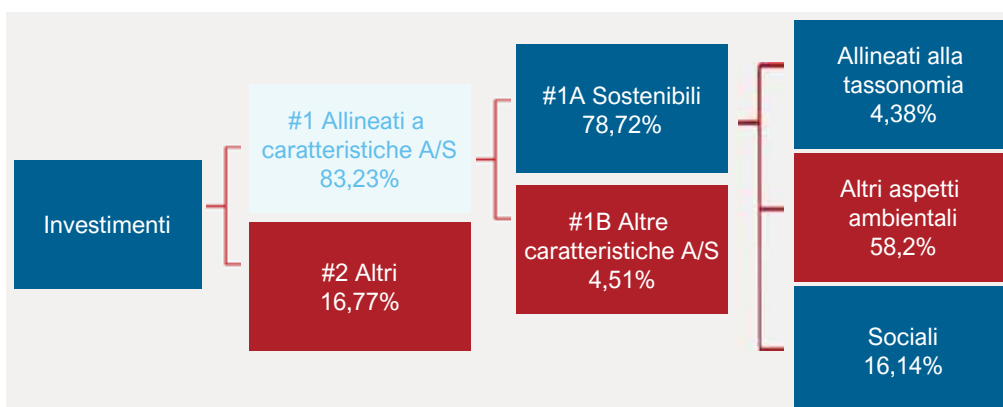 Investimenti
#1 Allineati a
caratteristiche A/S
83,23%
#2 Altri
16,77%
#1A Sostenibili
78,72%
#1B Altre
caratteristiche A/S
4,51%
Allineati alla
tassonomia
4,38%
Altri aspetti
ambientali
58,2%
Sociali
16,14%